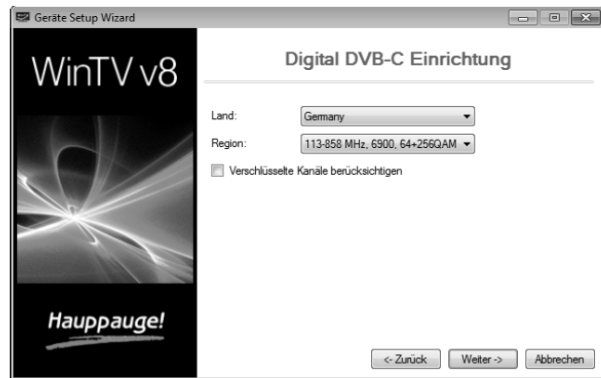 Geräte Setup Wizard
WinTV v8
Hauppauge!
Digital DVB-C Einrichtung
Land: Germany
Region: 113-858 MHz, 6900, 64+256QAM
Verschlüsselte Kanäle berücksichtigen
<- Zurück Weiter -> Abbrechen